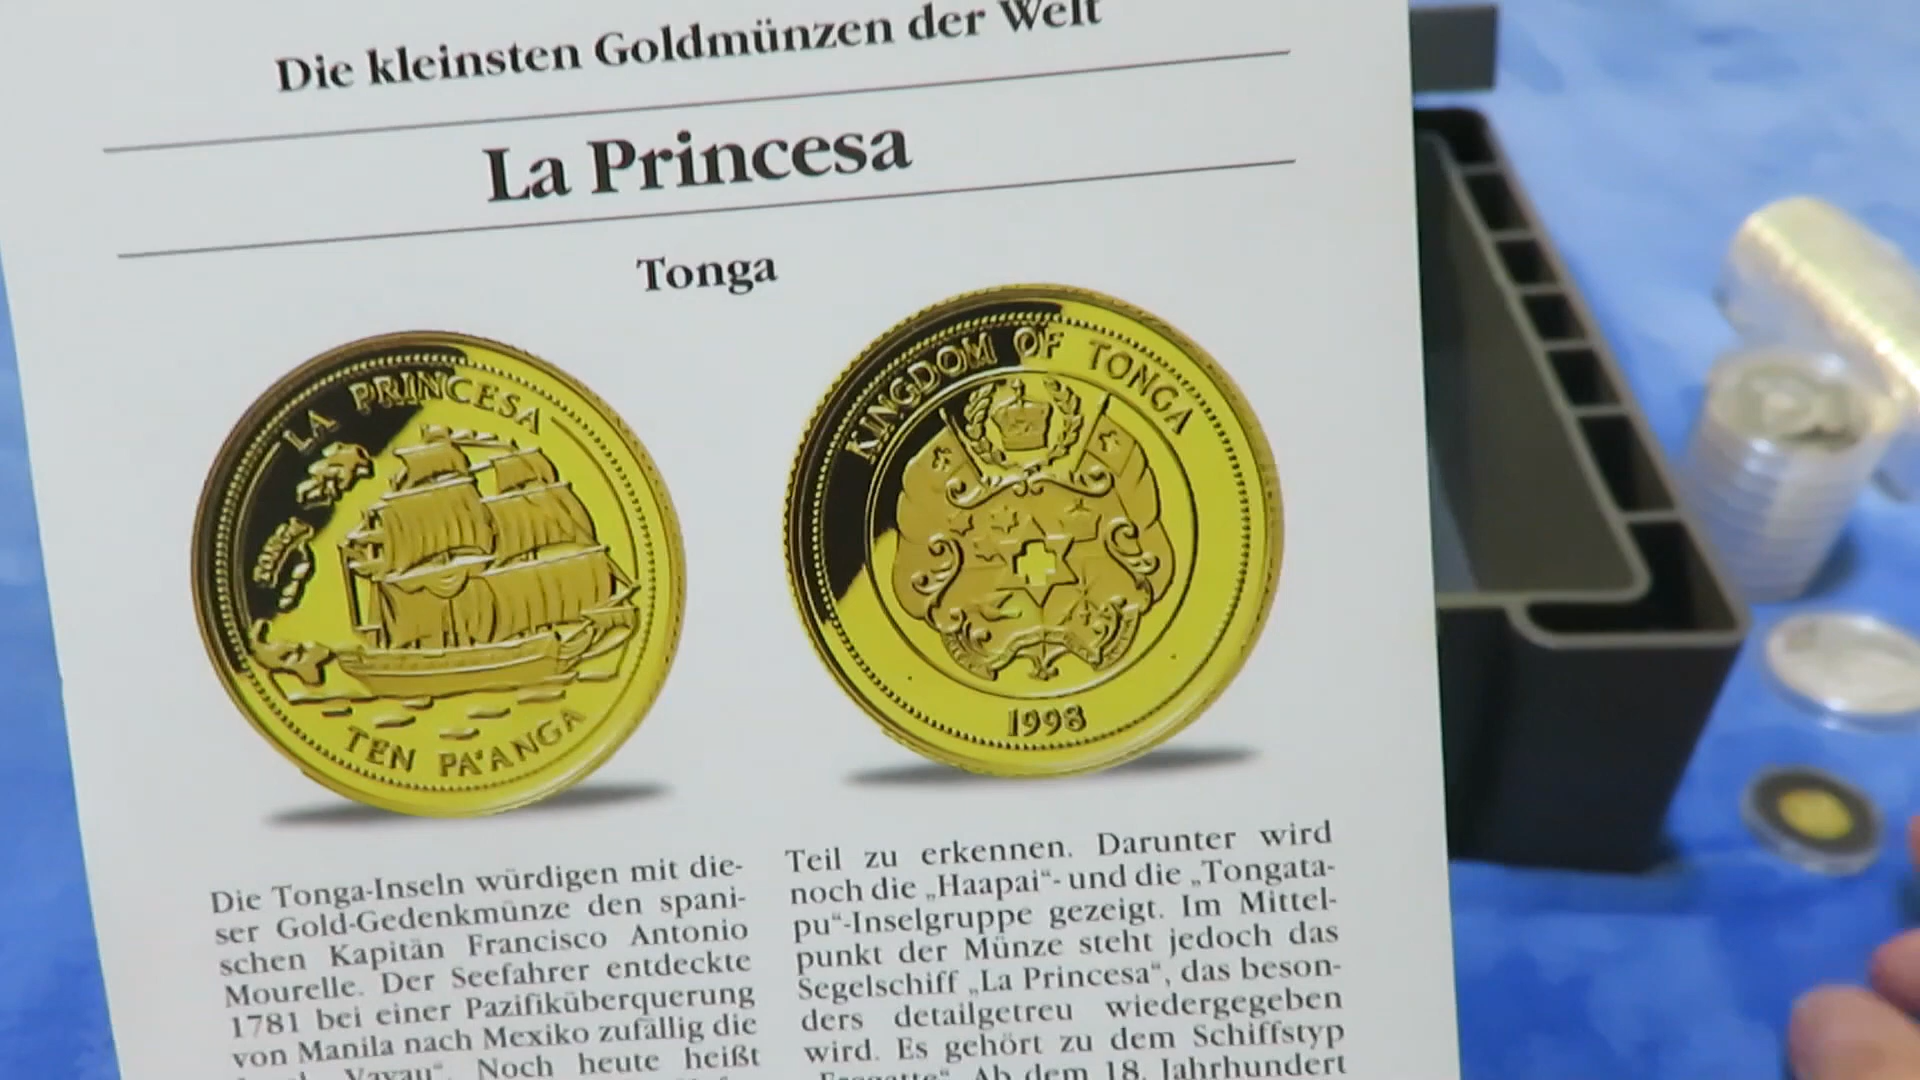 Die kleinsten Goldmünzen der Welt
La Princesa
Tonga
LA PRINCESA
TONGA
TEN PA'ANGA
KINGDOM OF TONGA
1998
Die Tonga-Inseln würdigen mit die-
ser Gold-Gedenkmünze den spani-
schen Kapitän Francisco Antonio
Mourelle. Der Seefahrer entdeckte
1781 bei einer Pazifiküberquerung
von Manila nach Mexiko zufällig die
Vavau“. Noch heute heißt
Teil zu erkennen. Darunter wird
noch die „Haapai“- und die „Tongata-
pu“-Inselgruppe gezeigt. Im Mittel-
punkt der Münze steht jedoch das
Segelschiff „La Princesa“, das beson-
ders detailgetreu wiedergegeben
wird. Es gehört zu dem Schiffstyp
Ab dem 18. Jahrhundert